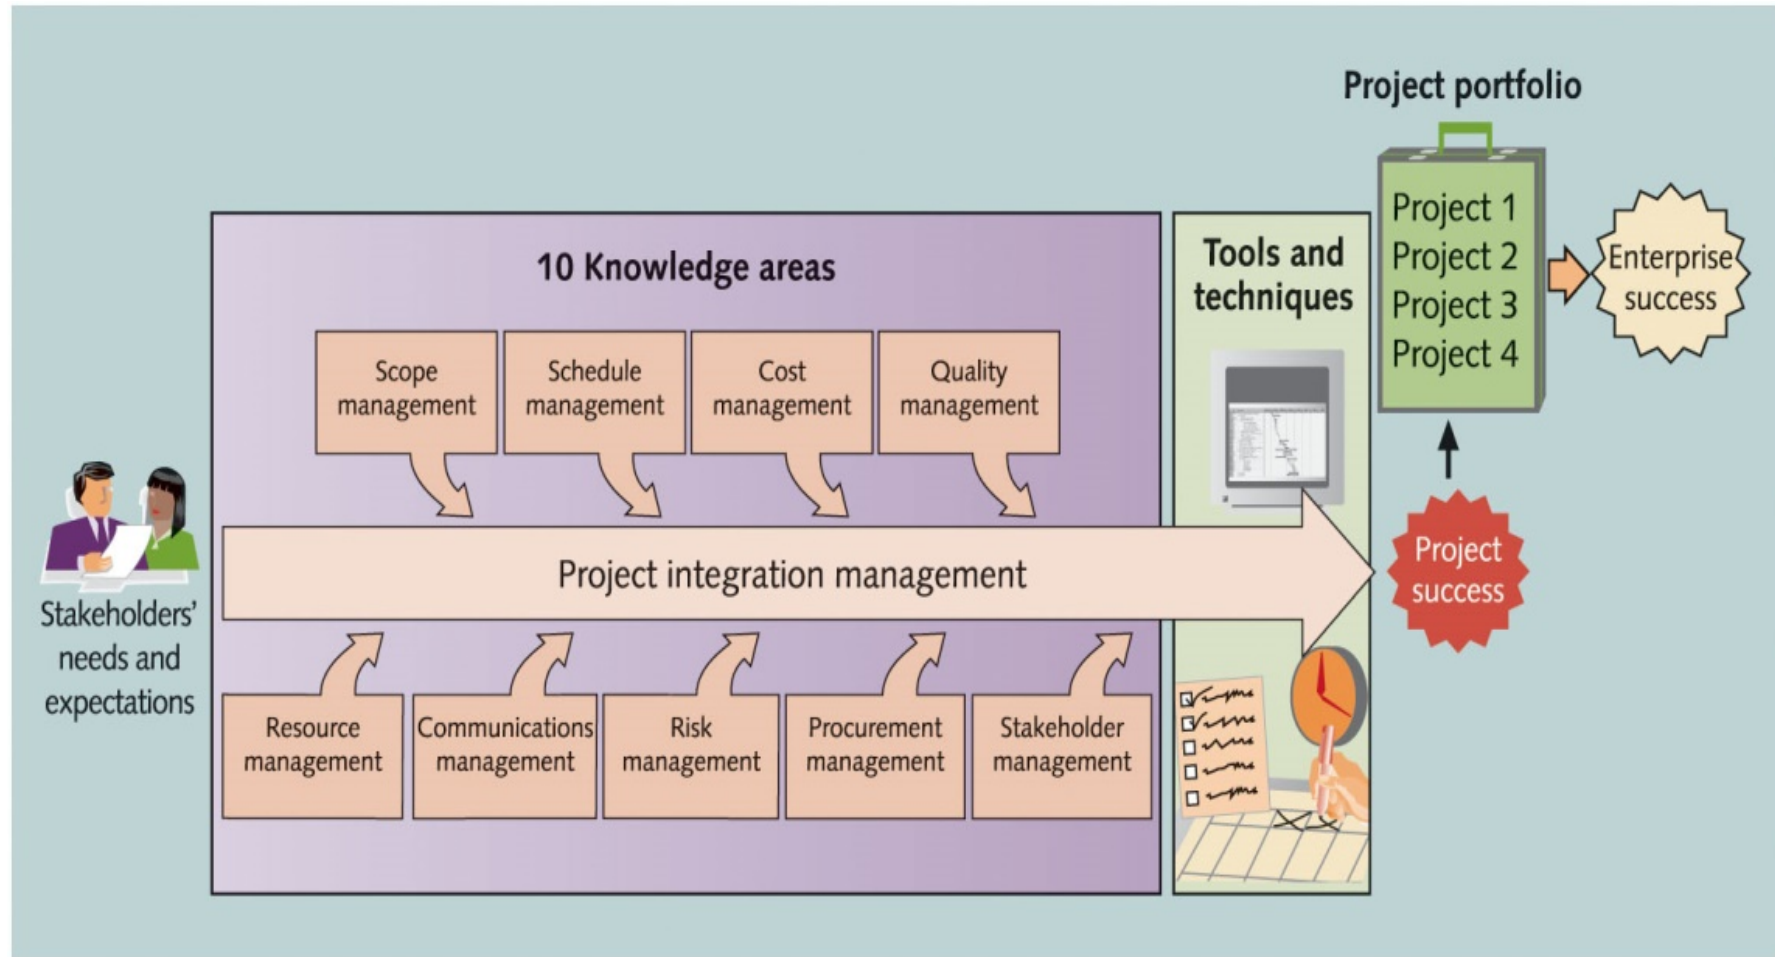 Project portfolio
Project 1
Project 2
Project 3
Project 4
Enterprise
success
10 Knowledge areas
Tools and
techniques
Scope
management
Schedule
management
Cost
management
Quality
management
Project integration management
Project
success
Stakeholders’
needs and
expectations
Resource
management
Communications
management
Risk
management
Procurement
management
Stakeholder
management